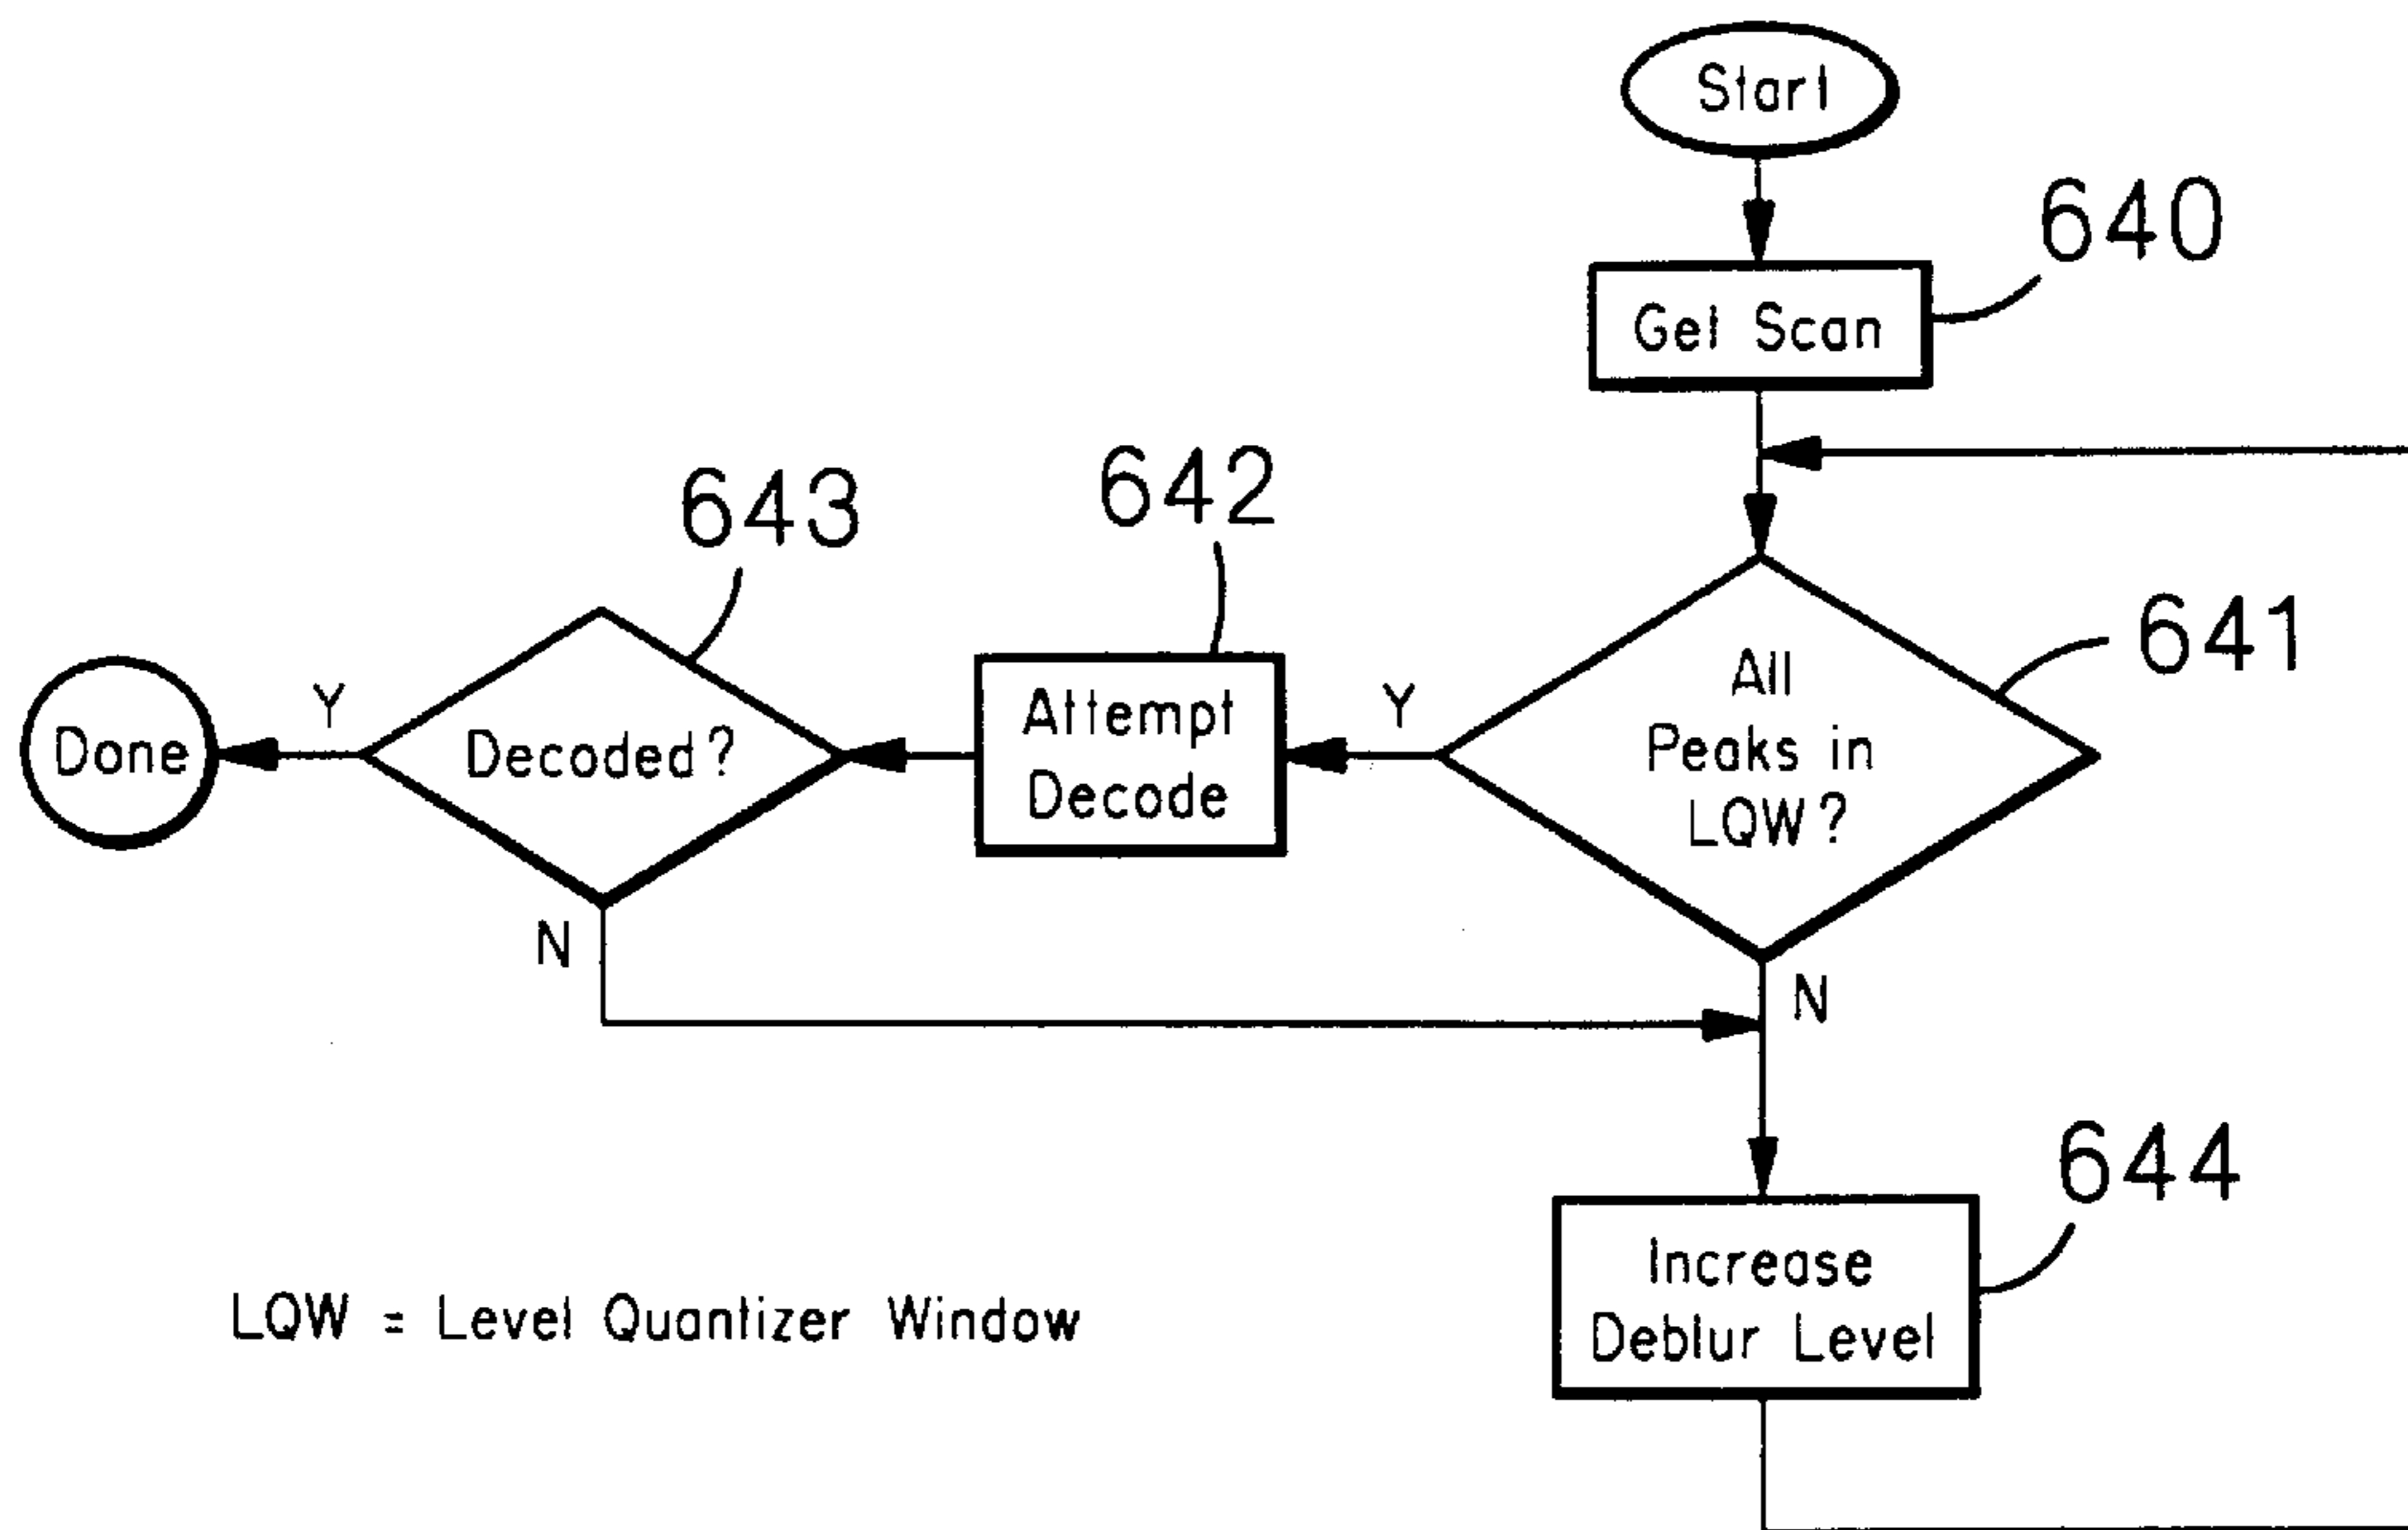 Start
640
Get Scan
643
642
641
All
Peaks in
LQW?
Y
Attempt
Decode
Decoded?
Y
Done
N
N
644
Increase
Deblur Level
LQW = Level Quantizer Window